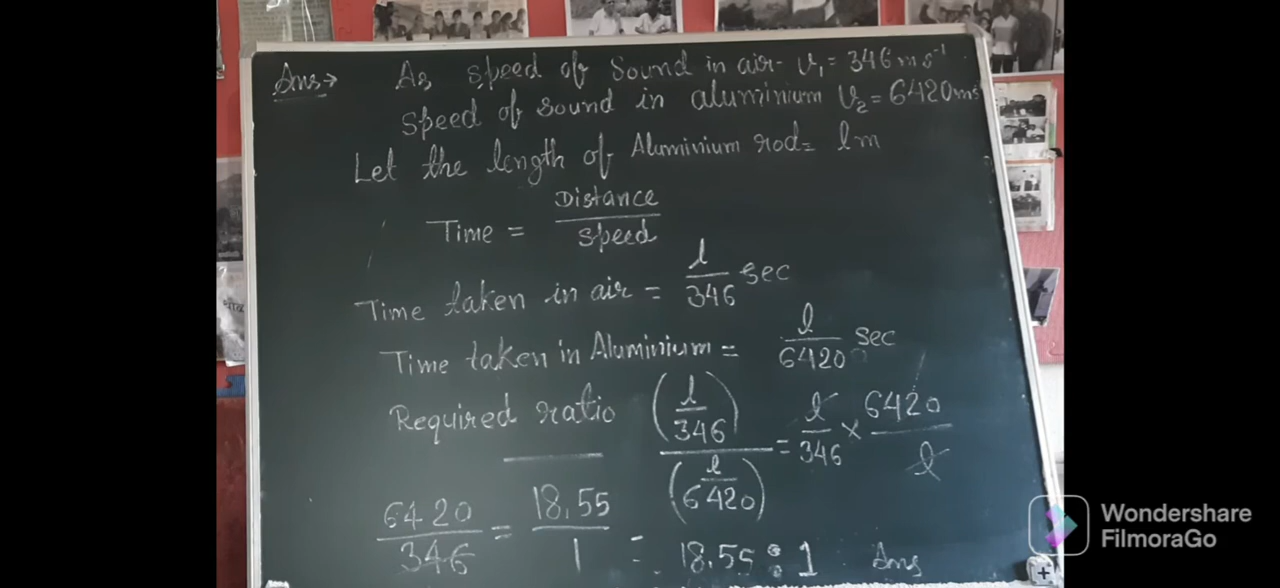 Ans→ As speed of sound in air- v₁ = 346 m s⁻¹
speed of sound in aluminium v₂ = 6420 ms
Let the length of Aluminium rod = l m
Time = Distance / speed
Time taken in air = l / 346 sec
Time taken in Aluminium = l / 6420 sec
Required ratio (l / 346) / (l / 6420) = l / 346 × 6420 / l
6420 / 346 = 18.55 / 1 = 18.55 : 1 Ans
Wondershare
FilmoraGo